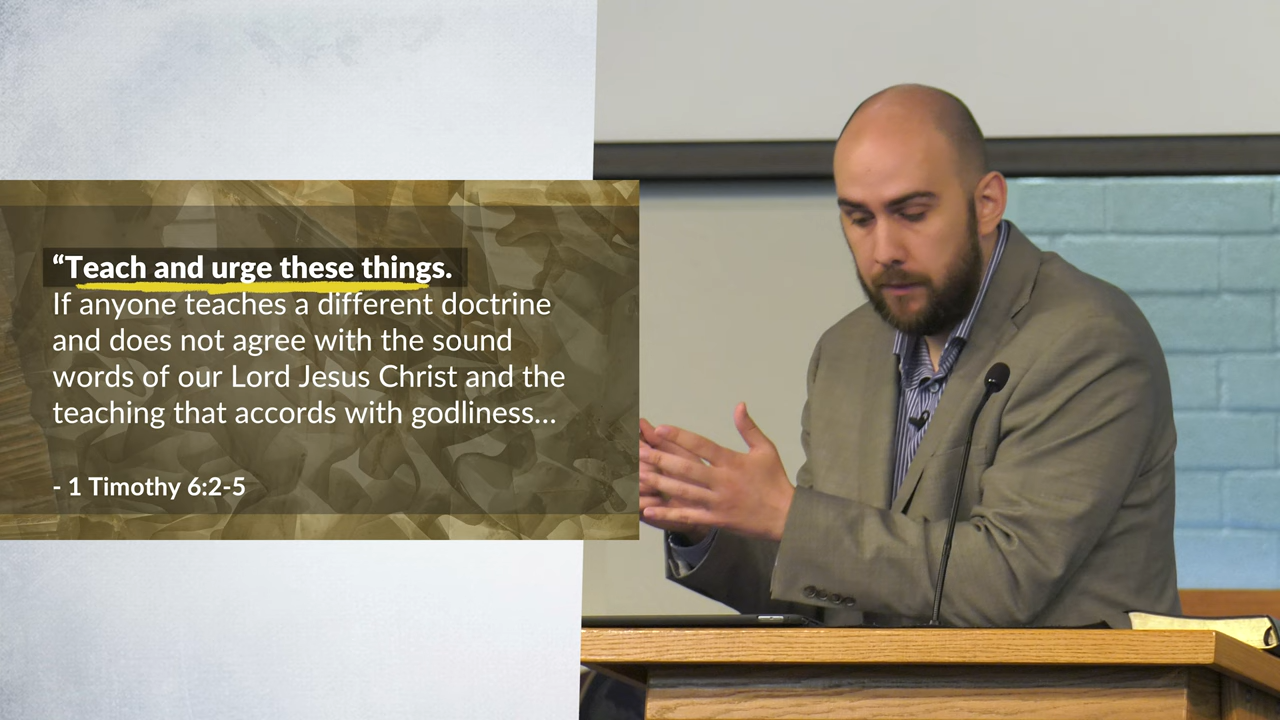 “Teach and urge these things.
If anyone teaches a different doctrine
and does not agree with the sound
words of our Lord Jesus Christ and the
teaching that accords with godliness...
- 1 Timothy 6:2-5